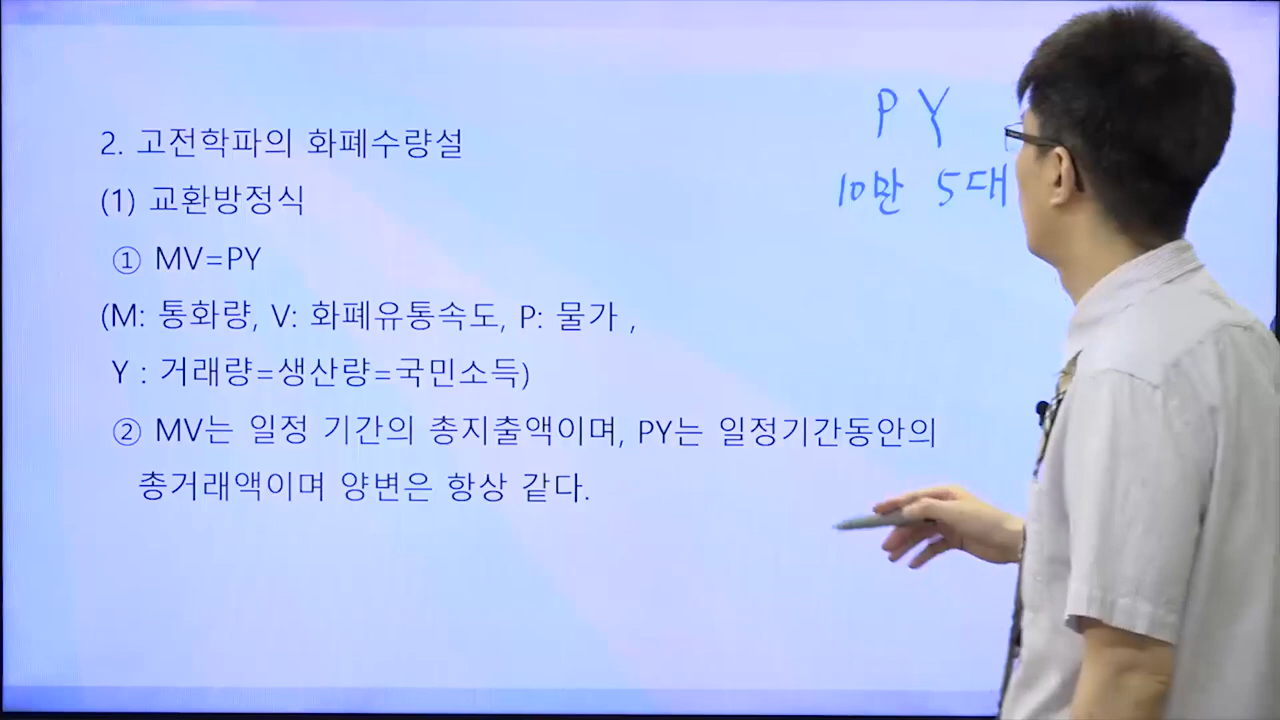 2. 고전학파의 화폐수량설
(1) 교환방정식
① MV=PY
(M: 통화량, V: 화폐유통속도, P: 물가 ,
Y : 거래량=생산량=국민소득)
② MV는 일정 기간의 총지출액이며, PY는 일정기간동안의
총거래액이며 양변은 항상 같다.
P Y
10만 5대